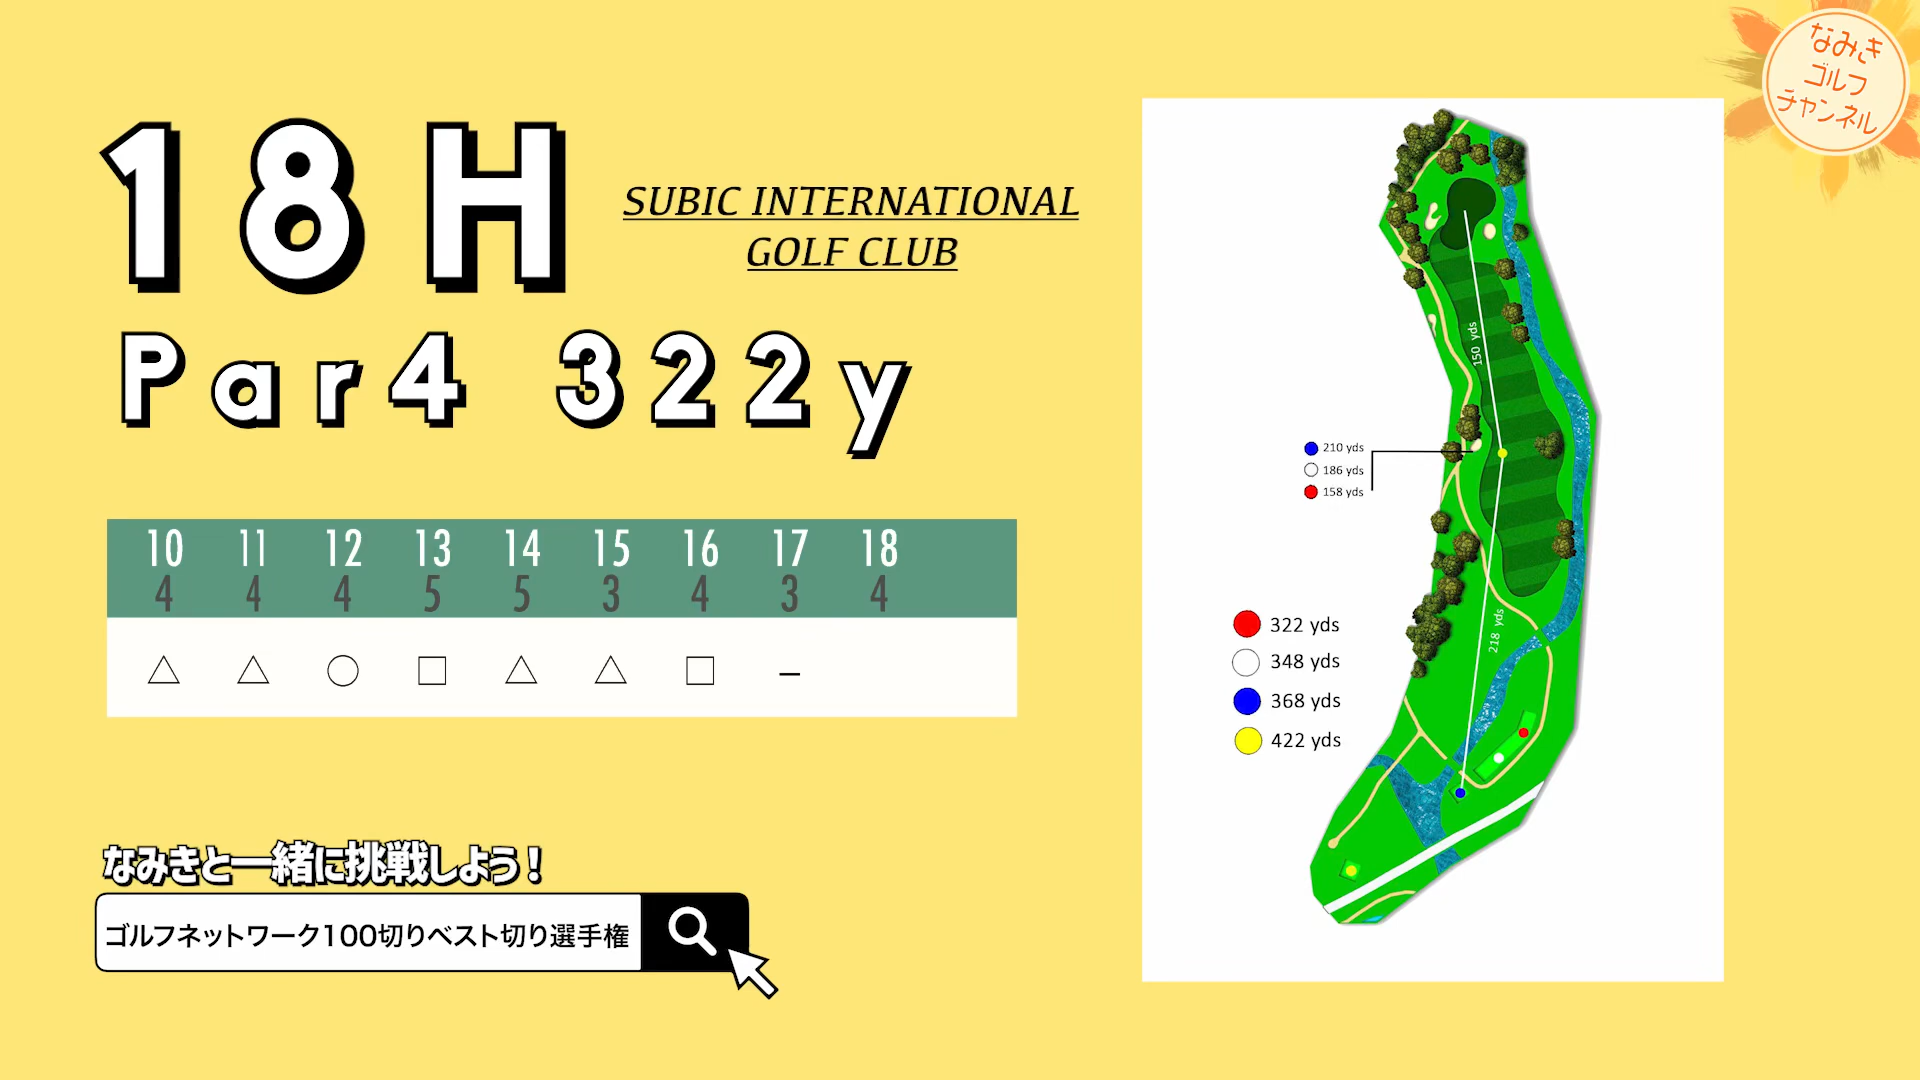 18H
SUBIC INTERNATIONAL
GOLF CLUB
Par4 322y
10 11 12 13 14 15 16 17 18
4 4 4 5 5 3 4 3 4
△ △ ○ □ △ △ □ –
なみきと一緒に挑戦しよう!
ゴルフネットワーク100切りベスト切り選手権
なみき
ゴルフ
チャンネル
150 yds
210 yds
186 yds
158 yds
218 yds
322 yds
348 yds
368 yds
422 yds